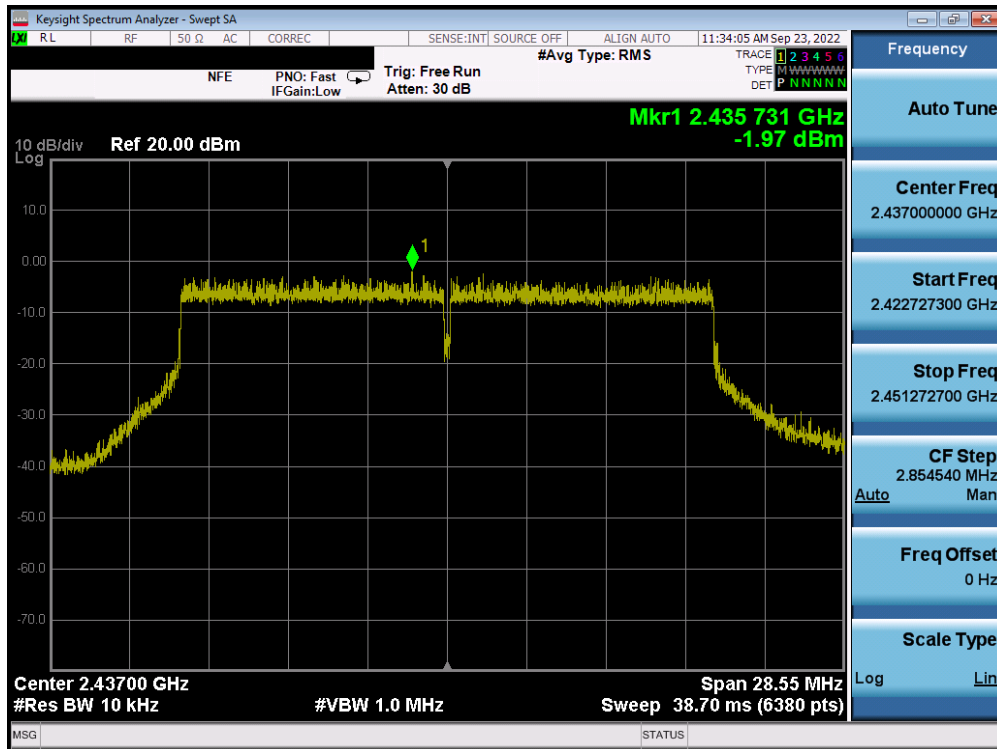 Keysight Spectrum Analyzer - Swept SA
LXI RL RF 50 Ω AC CORREC SENSE:INT SOURCE OFF ALIGN AUTO 11:34:05 AM Sep 23, 2022
#Avg Type: RMS
NFE PNO: Fast Trig: Free Run
IFGain:Low Atten: 30 dB
TRACE 1 2 3 4 5 6
TYPE M WWWWW
DET P N N N N N
Mkr1 2.435 731 GHz
-1.97 dBm
10 dB/div Ref 20.00 dBm
Log
10.0
1
0.00
-10.0
-20.0
-30.0
-40.0
-50.0
-60.0
-70.0
Center 2.43700 GHz Span 28.55 MHz
#Res BW 10 kHz #VBW 1.0 MHz Sweep 38.70 ms (6380 pts)
MSG STATUS
Frequency
Auto Tune
Center Freq
2.437000000 GHz
Start Freq
2.422727300 GHz
Stop Freq
2.451272700 GHz
CF Step
2.854540 MHz
Auto Man
Freq Offset
0 Hz
Scale Type
Log Lin